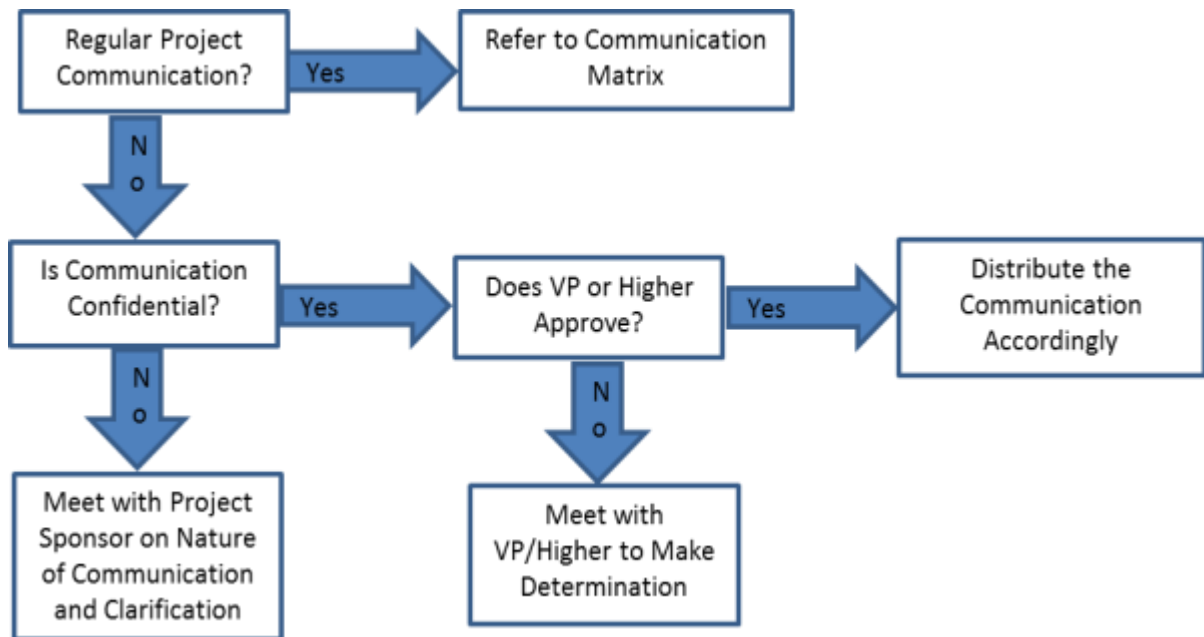 Regular Project
Communication?
Yes
Refer to Communication
Matrix
N
o
Is Communication
Confidential?
Yes
Does VP or Higher
Approve?
Yes
Distribute the
Communication
Accordingly
N
o
N
o
Meet with Project
Sponsor on Nature
of Communication
and Clarification
Meet with
VP/Higher to Make
Determination